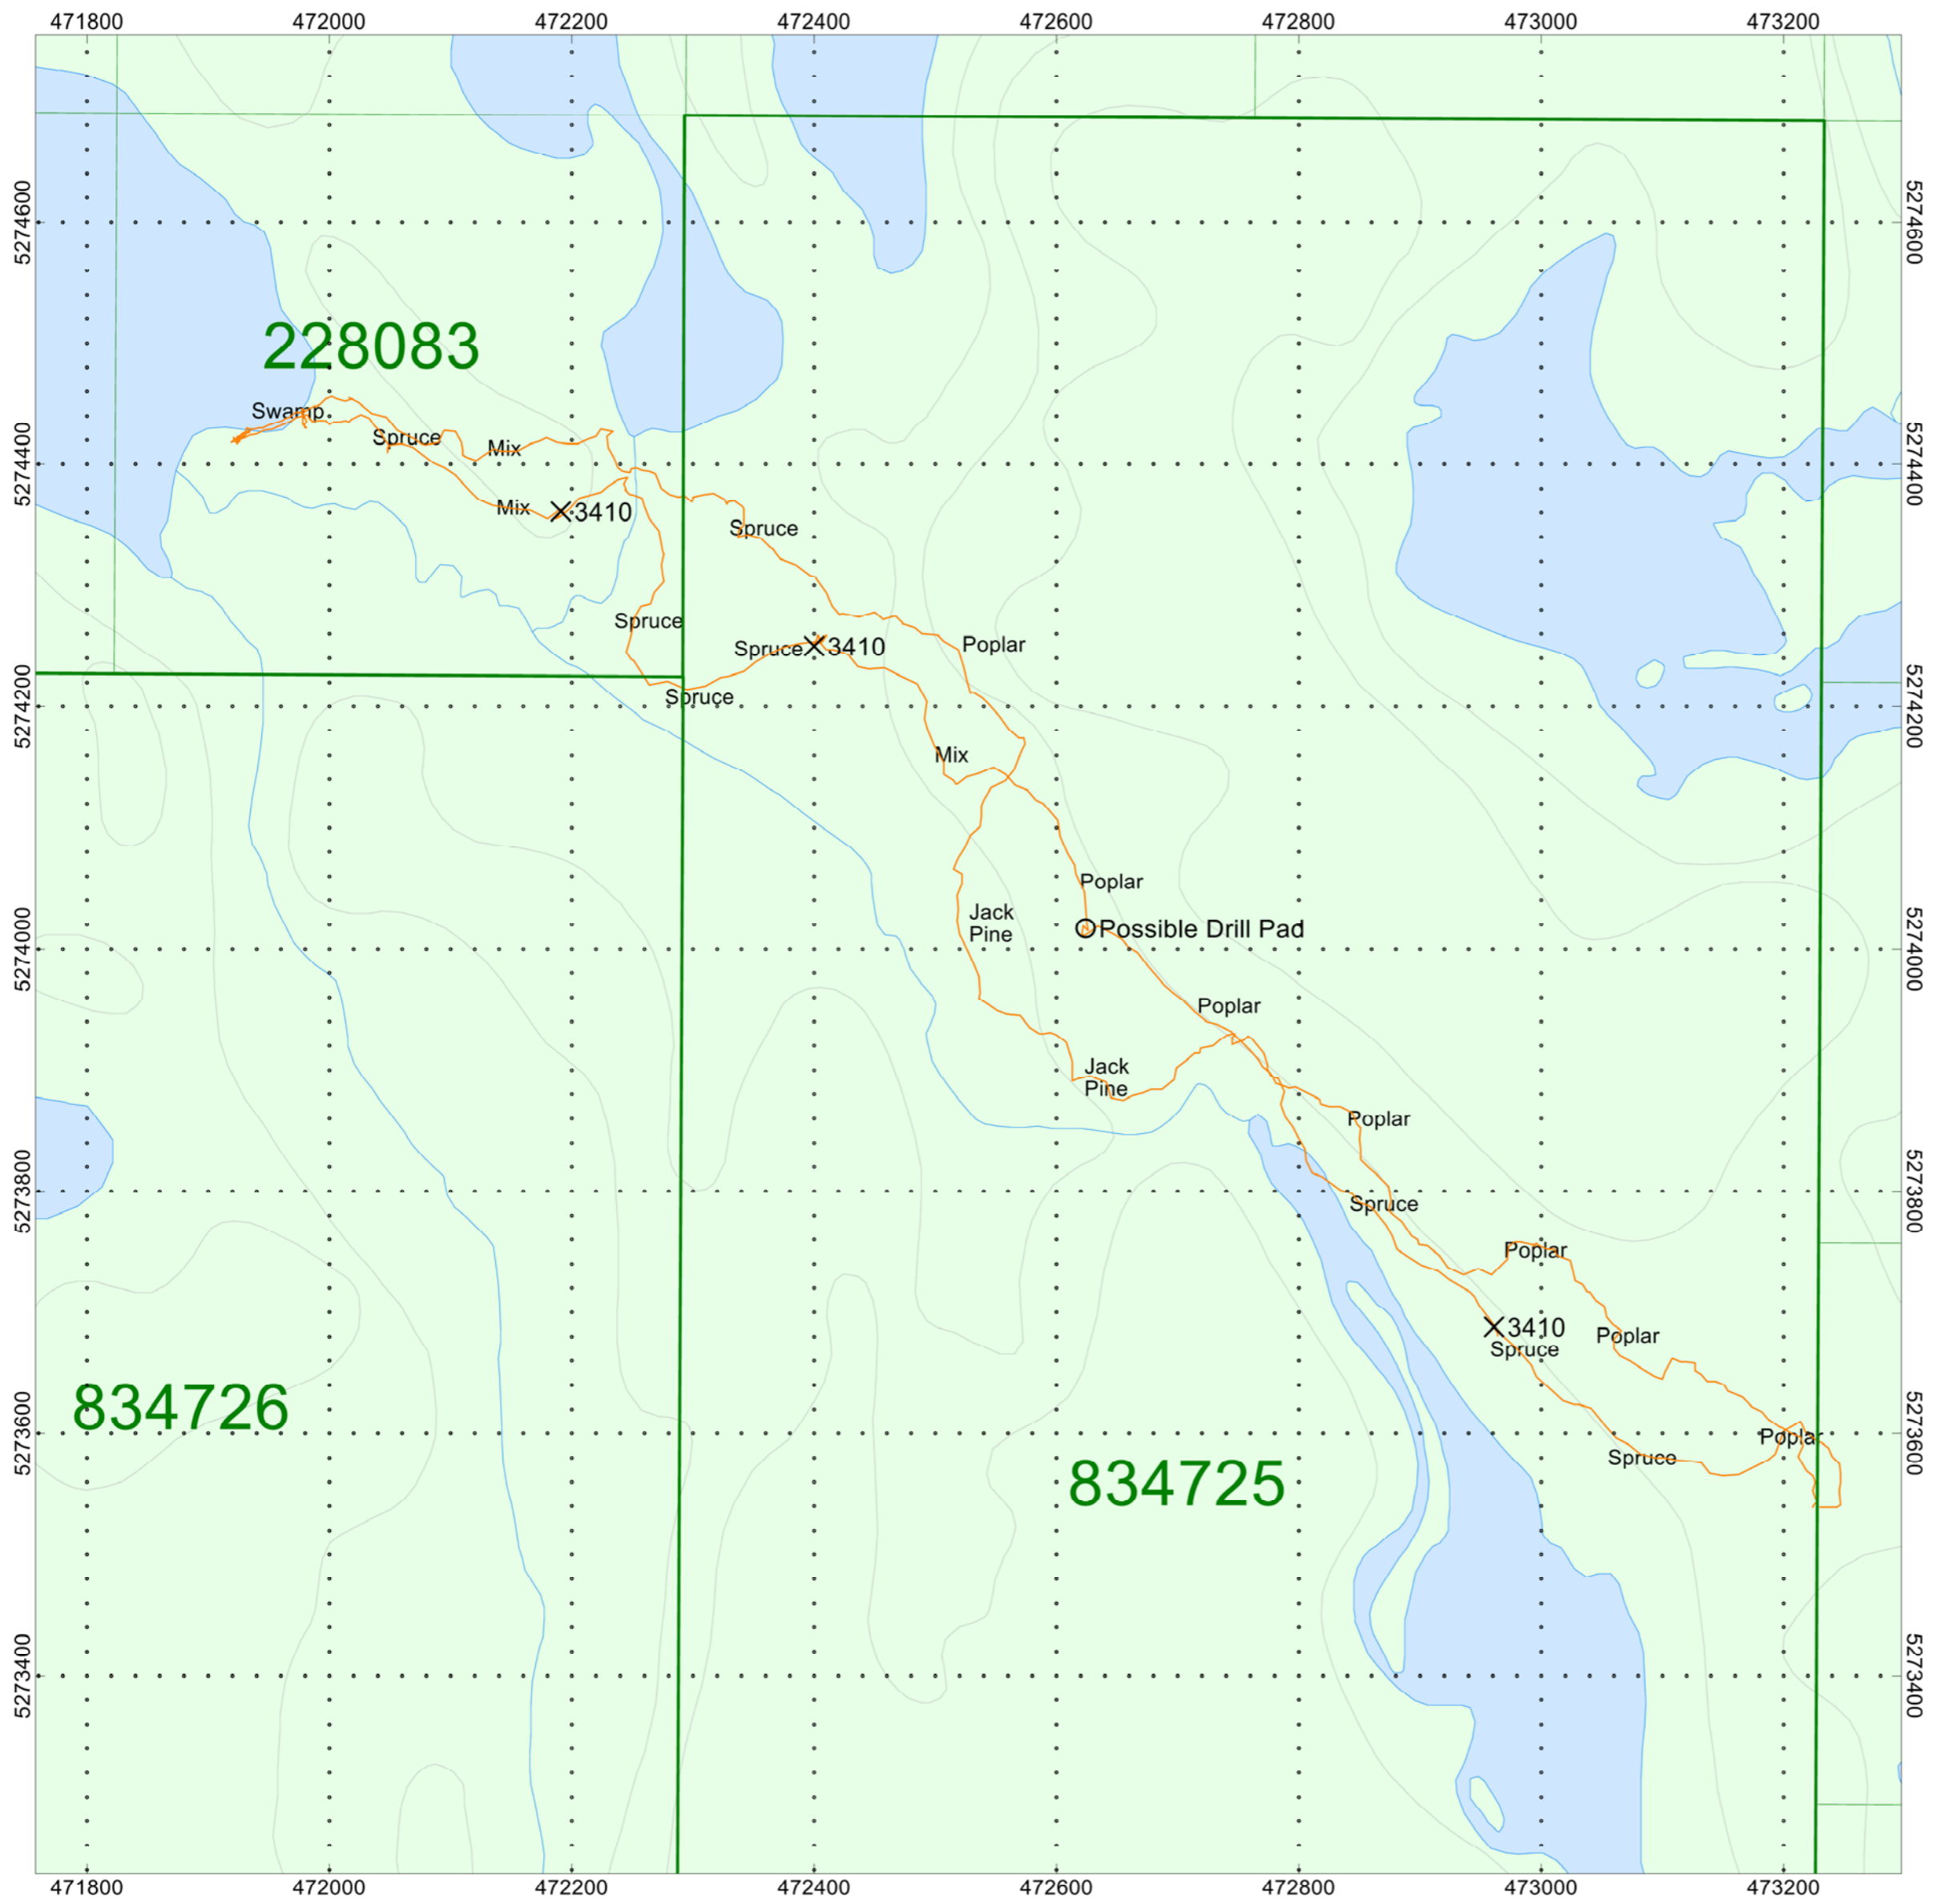 471800 472000 472200 472400 472600 472800 473000 473200
5274600 5274600
228083
Swamp
Spruce
Mix
5274400 5274400
Mix
3410
Spruce
Spruce
Spruce
3410
Poplar
Spruce
5274200 5274200
Mix
Poplar
Jack
Pine
Possible Drill Pad
5274000 5274000
Poplar
Jack
Pine
Poplar
5273800 5273800
Spruce
Poplar
3410
Poplar
Spruce
834726
5273600 5273600
Poplar
Spruce
834725
5273400 5273400
471800 472000 472200 472400 472600 472800 473000 473200